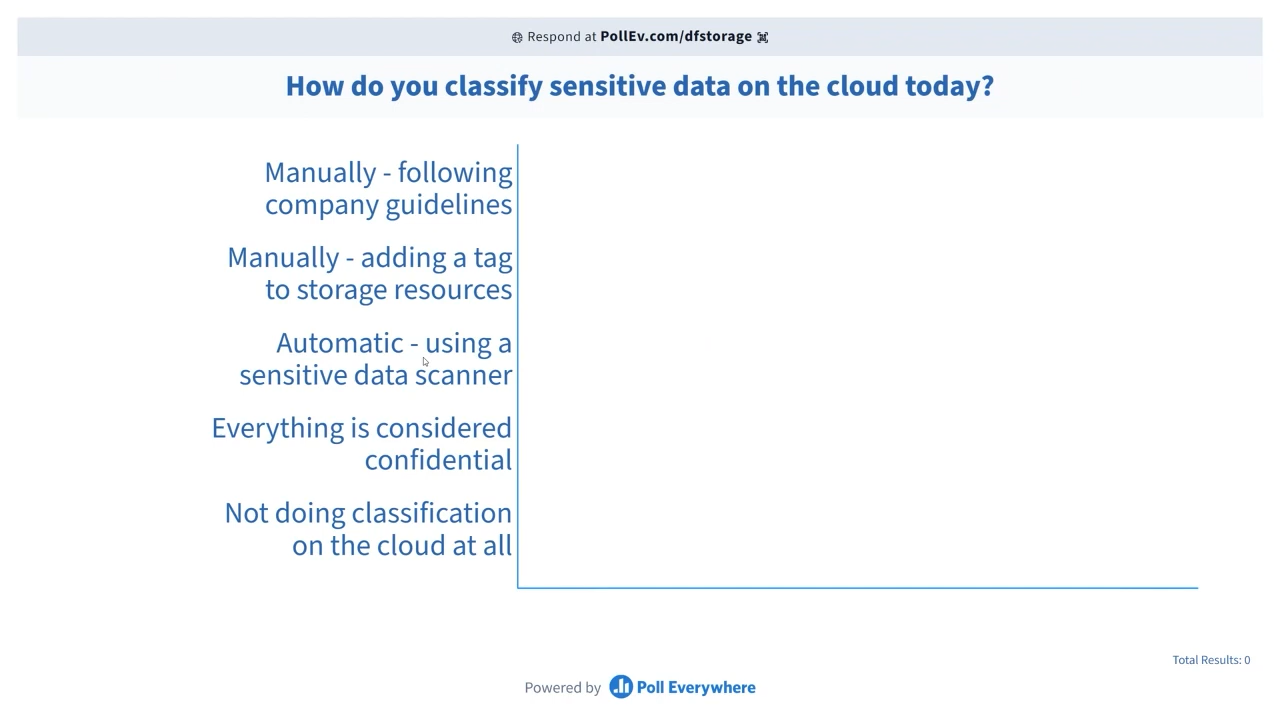 Respond at PollEv.com/dfstorage
How do you classify sensitive data on the cloud today?
Manually - following
company guidelines
Manually - adding a tag
to storage resources
Automatic - using a
sensitive data scanner
Everything is considered
confidential
Not doing classification
on the cloud at all
Total Results: 0
Powered by Poll Everywhere